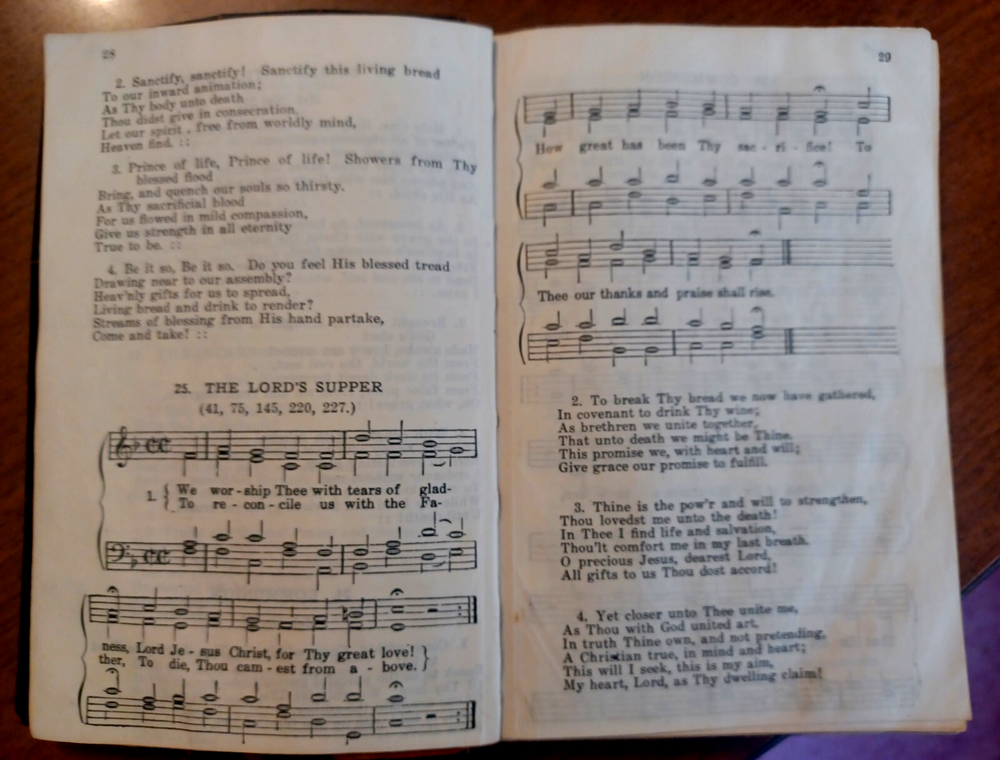 28
2. Sanctify, sanctify! Sanctify this living bread
To our inward animation;
As Thy body unto death
Thou didst give in consecration,
Let our spirit, free from worldly mind,
Heaven find. ::
3. Prince of life, Prince of life! Showers from Thy
blessed flood
Bring, and quench our souls so thirsty.
As Thy sacrificial blood
For us flowed in mild compassion,
Give us strength in all eternity
True to be. ::
4. Be it so, Be it so. Do you feel His blessed tread
Drawing near to our assembly?
Heav'nly gifts for us to spread,
Living bread and drink to render?
Streams of blessing from His hand partake,
Come and take! ::
25. THE LORD'S SUPPER
(41, 75, 145, 220, 227.)
1. { We wor - ship Thee with tears of glad-
To re - con - cile us with the Fa-
ness, Lord Je - sus Christ, for Thy great love! }
ther, To die, Thou cam - est from a - bove. }
29
How great has been Thy sac - ri - fice! To
Thee our thanks and praise shall rise.
2. To break Thy bread we now have gathered,
In covenant to drink Thy wine;
As brethren we unite together,
That unto death we might be Thine.
This promise we, with heart and will;
Give grace our promise to fulfill.
3. Thine is the pow'r and will to strengthen,
Thou lovedst me unto the death!
In Thee I find life and salvation,
Thou'lt comfort me in my last breath.
O precious Jesus, dearest Lord,
All gifts to us Thou dost accord!
4. Yet closer unto Thee unite me,
As Thou with God united art,
In truth Thine own, and not pretending,
A Christian true, in mind and heart;
This will I seek, this is my aim,
My heart, Lord, as Thy dwelling claim!